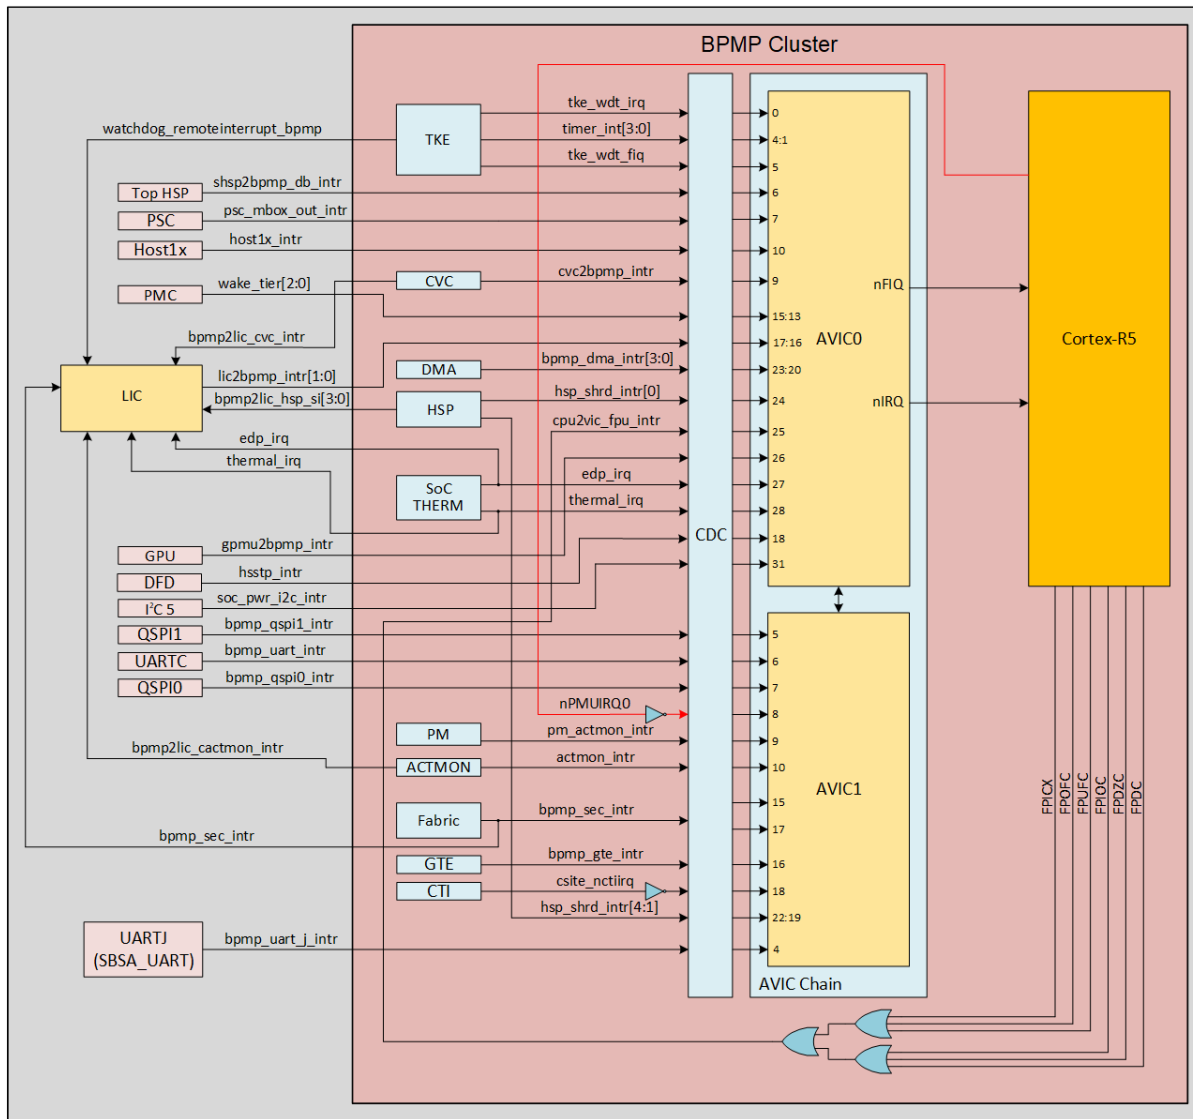 BPMP Cluster
tke_wdt_irq
0
watchdog_remoteinterrupt_bpmp
TKE
timer_int[3:0]
4:1
tke_wdt_fiq
5
Top HSP
shsp2bpmp_db_intr
6
PSC
psc_mbox_out_intr
7
Host1x
host1x_intr
10
CVC
cvc2bpmp_intr
9
nFIQ
PMC
wake_tier[2:0]
15:13
bpmp2lic_cvc_intr
AVIC0
Cortex-R5
17:16
LIC
lic2bpmp_intr[1:0]
DMA
bpmp_dma_intr[3:0]
23:20
bpmp2lic_hsp_si[3:0]
HSP
hsp_shrd_intr[0]
24
nIRQ
cpu2vic_fpu_intr
25
edp_irq
26
thermal_irq
SoC
THERM
edp_irq
27
thermal_irq
28
CDC
18
GPU
gpmu2bpmp_intr
31
DFD
hsstp_intr
I²C 5
soc_pwr_i2c_intr
QSPI1
bpmp_qspi1_intr
5
UARTC
bpmp_uart_intr
6
QSPI0
bpmp_qspi0_intr
7
nPMUIRQ0
8
PM
pm_actmon_intr
9
bpmp2lic_cactmon_intr
ACTMON
actmon_intr
10
AVIC1
15
Fabric
bpmp_sec_intr
17
bpmp_sec_intr
GTE
bpmp_gte_intr
16
CTI
csite_nctiirq
18
hsp_shrd_intr[4:1]
22:19
UARTJ
(SBSA_UART)
bpmp_uart_j_intr
4
AVIC Chain
FPICX
FPOFC
FPUFC
FPIOC
FPDZC
FPDC